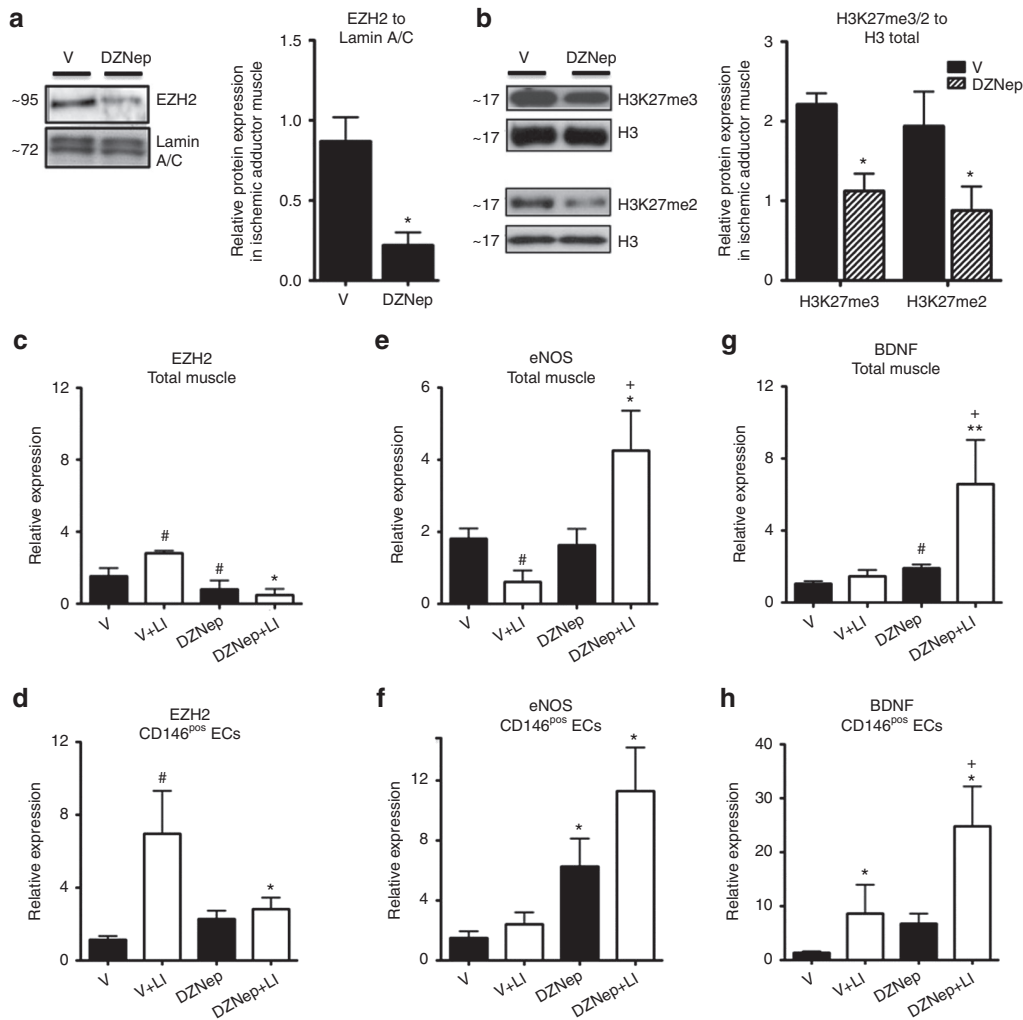 a
V DZNep
~95 EZH2
~72 Lamin
A/C
EZH2 to
Lamin A/C
Relative protein expression
in ischemic adductor muscle
1.5
1.0
0.5
0.0
*
V DZNep
b
V DZNep
~17 H3K27me3
~17 H3
~17 H3K27me2
~17 H3
H3K27me3/2 to
H3 total
Relative protein expression
in ischemic adductor muscle
3
2
1
0
V
DZNep
* *
H3K27me3 H3K27me2
c
EZH2
Total muscle
Relative expression
12
8
4
0
# # *
V V+LI DZNep DZNep+LI
e
eNOS
Total muscle
Relative expression
6
4
2
0
#
+
*
V V+LI DZNep DZNep+LI
g
BDNF
Total muscle
Relative expression
12
8
4
0
#
+
**
V V+LI DZNep DZNep+LI
d
EZH2
CD146pos ECs
Relative expression
12
8
4
0
# *
V V+LI DZNep DZNep+LI
f
eNOS
CD146pos ECs
Relative expression
12
8
4
0
* *
V V+LI DZNep DZNep+LI
h
BDNF
CD146pos ECs
Relative expression
40
30
20
10
0
*
+
*
V V+LI DZNep DZNep+LI